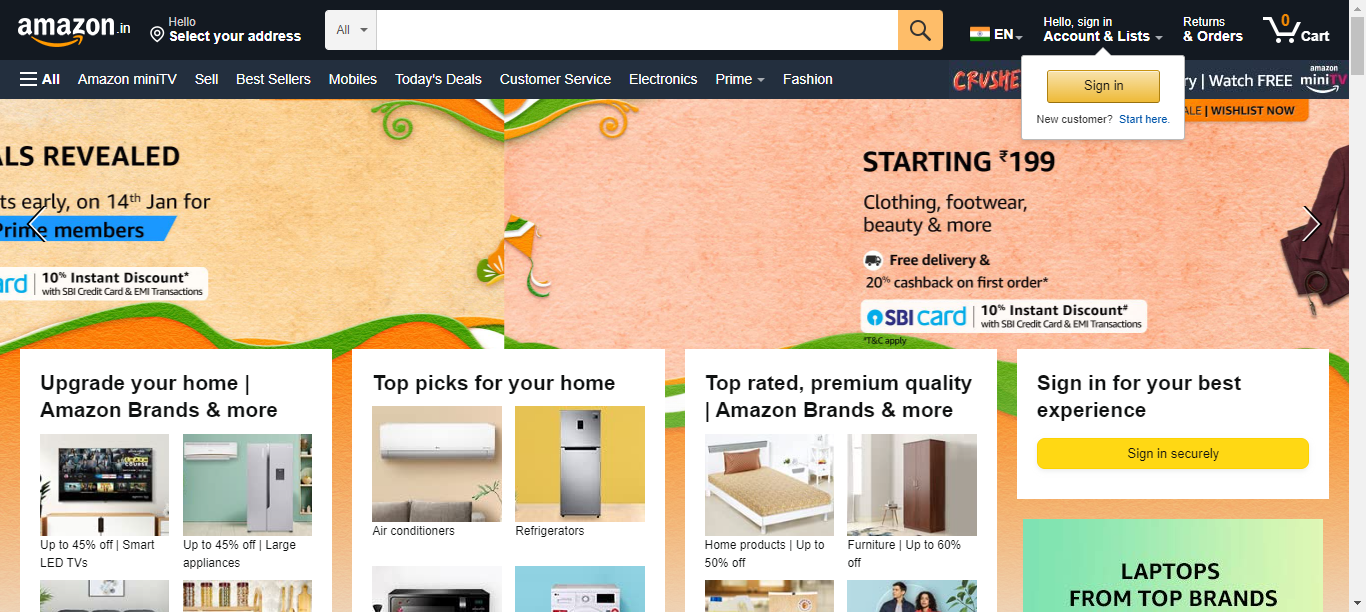 amazon.in
Hello
Select your address
All
EN
Hello, sign in
Account & Lists
Returns
& Orders
0
Cart
All
Amazon miniTV
Sell
Best Sellers
Mobiles
Today's Deals
Customer Service
Electronics
Prime
Fashion
CRUSHE
ry | Watch FREE
amazon
miniTV
Sign in
New customer? Start here.
ALE | WISHLIST NOW
ALS REVEALED
ts early, on 14th Jan for
Prime members
ard
10% Instant Discount*
with SBI Credit Card & EMI Transactions
STARTING ₹199
Clothing, footwear,
beauty & more
Free delivery &
20% cashback on first order*
SBI card
10% Instant Discount#
with SBI Credit Card & EMI Transactions
*T&C apply
Upgrade your home |
Amazon Brands & more
Up to 45% off | Smart
LED TVs
Up to 45% off | Large
appliances
Top picks for your home
Air conditioners
Refrigerators
Top rated, premium quality
| Amazon Brands & more
Home products | Up to
50% off
Furniture | Up to 60%
off
Sign in for your best
experience
Sign in securely
LAPTOPS
FROM TOP BRANDS